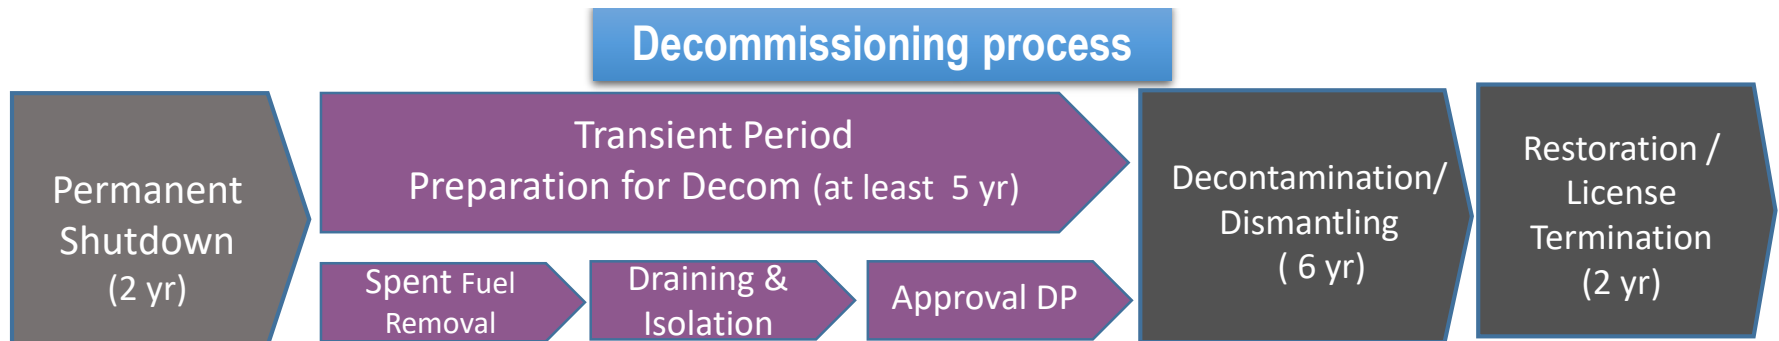 Decommissioning process
Permanent
Shutdown
(2 yr)
Transient Period
Preparation for Decom (at least 5 yr)
Spent Fuel
Removal
Draining &
Isolation
Approval DP
Decontamination/
Dismantling
( 6 yr)
Restoration /
License
Termination
(2 yr)